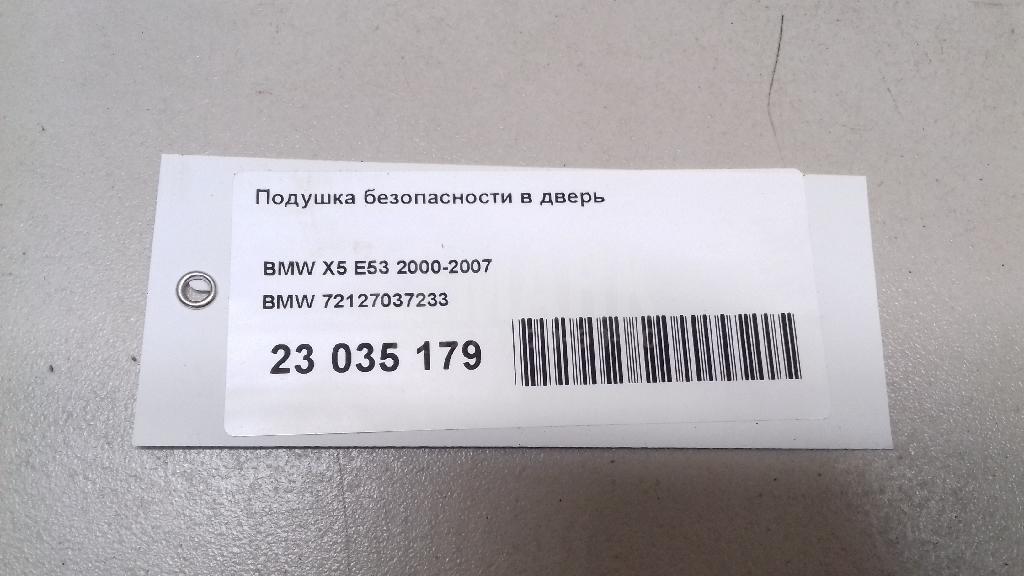 Подушка безопасности в дверь
BMW X5 E53 2000-2007
BMW 72127037233
23 035 179